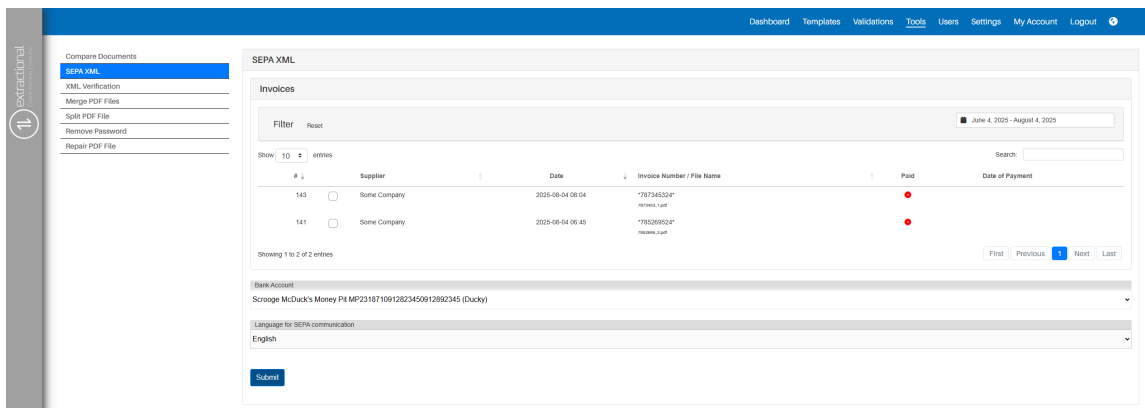 Dashboard Templates Validations Tools Users Settings My Account Logout
extractional
Compare Documents
SEPA XML
XML Verification
Merge PDF Files
Split PDF File
Remove Password
Repair PDF File
SEPA XML
Invoices
Filter Reset June 4, 2025 - August 4, 2025
Show 10 entries Search:
# Supplier Date Invoice Number / File Name Paid Date of Payment
143 Some Company 2025-08-04 08:04 *787345324*
141 Some Company 2025-08-04 06:45 *785269524*
Showing 1 to 2 of 2 entries First Previous 1 Next Last
Bank Account
Scrooge McDuck's Money Pit MP2318710912823450912892345 (Ducky)
Language for SEPA communication
English
Submit